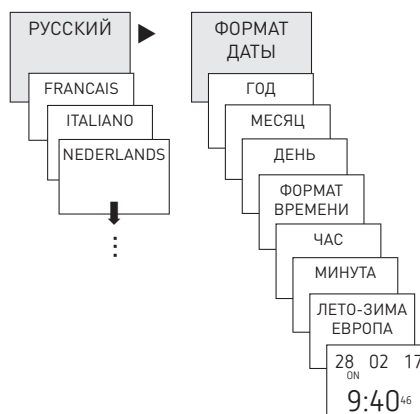 РУССКИЙ
FRANCAIS
ITALIANO
NEDERLANDS
ФОРМАТ
ДАТЫ
ГОД
МЕСЯЦ
ДЕНЬ
ФОРМАТ
ВРЕМЕНИ
ЧАС
МИНУТА
ЛЕТО-ЗИМА
ЕВРОПА
28 02 17
ON
9:40 46